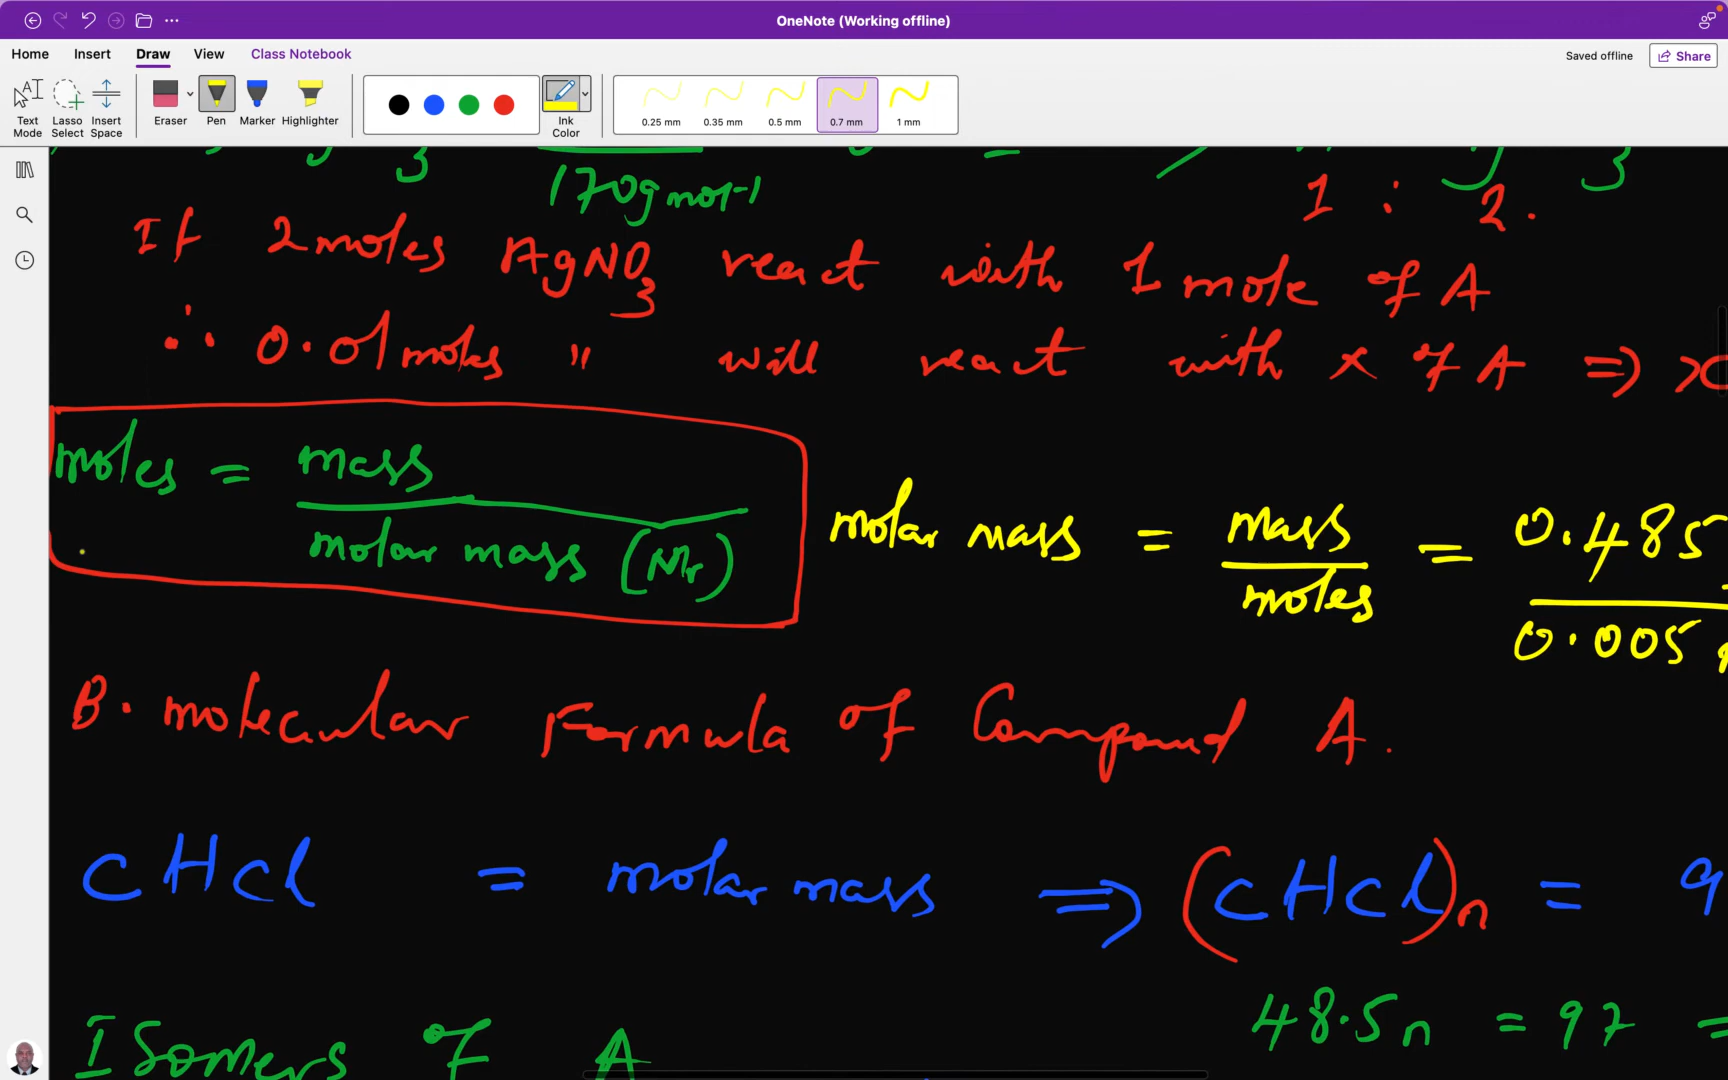 OneNote (Working offline)
Home Insert Draw View Class Notebook
Saved offline Share
Text Mode Lasso Select Insert Space Eraser Pen Marker Highlighter Ink Color 0.25 mm 0.35 mm 0.5 mm 0.7 mm 1 mm
170g mol-1
1 : 2.
If 2 moles AgNO3 react with 1 mole of A
∴ 0.01 moles " will react with x of A ⇒ x
moles = mass / molar mass (Mr)
molar mass = mass / moles = 0.485 / 0.005
B. molecular Formula of Compound A.
CHCl = molar mass ⇒ (CHCl)n = 9
48.5n = 97 =
Isomers of A